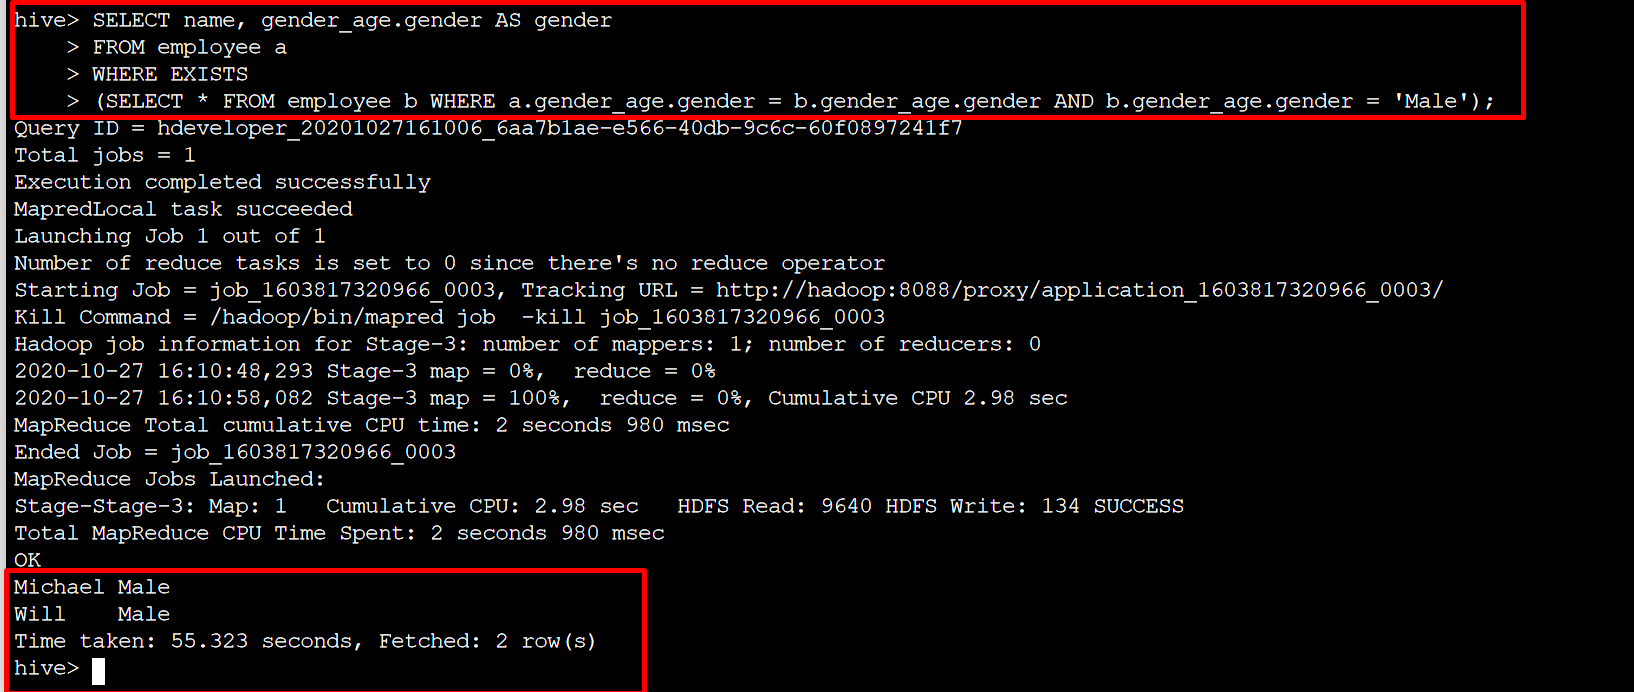 hive> SELECT name, gender_age.gender AS gender
    > FROM employee a
    > WHERE EXISTS
    > (SELECT * FROM employee b WHERE a.gender_age.gender = b.gender_age.gender AND b.gender_age.gender = 'Male');
Query ID = hdeveloper_20201027161006_6aa7b1ae-e566-40db-9c6c-60f0897241f7
Total jobs = 1
Execution completed successfully
MapredLocal task succeeded
Launching Job 1 out of 1
Number of reduce tasks is set to 0 since there's no reduce operator
Starting Job = job_1603817320966_0003, Tracking URL = http://hadoop:8088/proxy/application_1603817320966_0003/
Kill Command = /hadoop/bin/mapred job  -kill job_1603817320966_0003
Hadoop job information for Stage-3: number of mappers: 1; number of reducers: 0
2020-10-27 16:10:48,293 Stage-3 map = 0%,  reduce = 0%
2020-10-27 16:10:58,082 Stage-3 map = 100%,  reduce = 0%, Cumulative CPU 2.98 sec
MapReduce Total cumulative CPU time: 2 seconds 980 msec
Ended Job = job_1603817320966_0003
MapReduce Jobs Launched:
Stage-Stage-3: Map: 1   Cumulative CPU: 2.98 sec   HDFS Read: 9640 HDFS Write: 134 SUCCESS
Total MapReduce CPU Time Spent: 2 seconds 980 msec
OK
Michael Male
Will    Male
Time taken: 55.323 seconds, Fetched: 2 row(s)
hive>